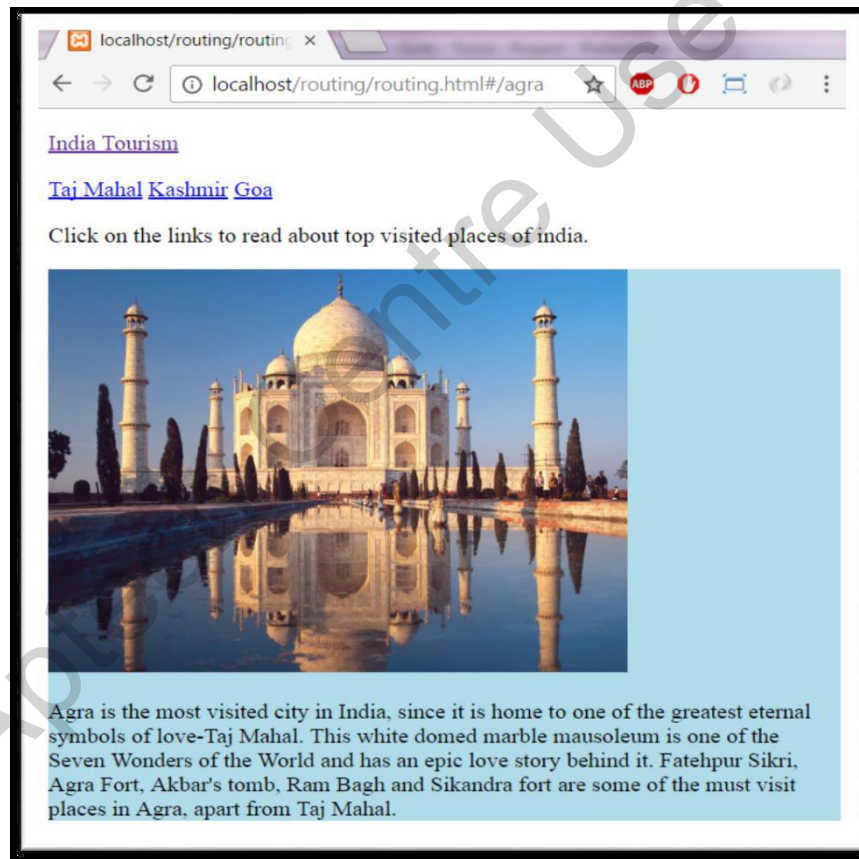 localhost/routing/routing
localhost/routing/routing.html#/agra
ABP
India Tourism
Taj Mahal Kashmir Goa
Click on the links to read about top visited places of india.
Agra is the most visited city in India, since it is home to one of the greatest eternal
symbols of love-Taj Mahal. This white domed marble mausoleum is one of the
Seven Wonders of the World and has an epic love story behind it. Fatehpur Sikri,
Agra Fort, Akbar's tomb, Ram Bagh and Sikandra fort are some of the must visit
places in Agra, apart from Taj Mahal.
Aptech Centre Use